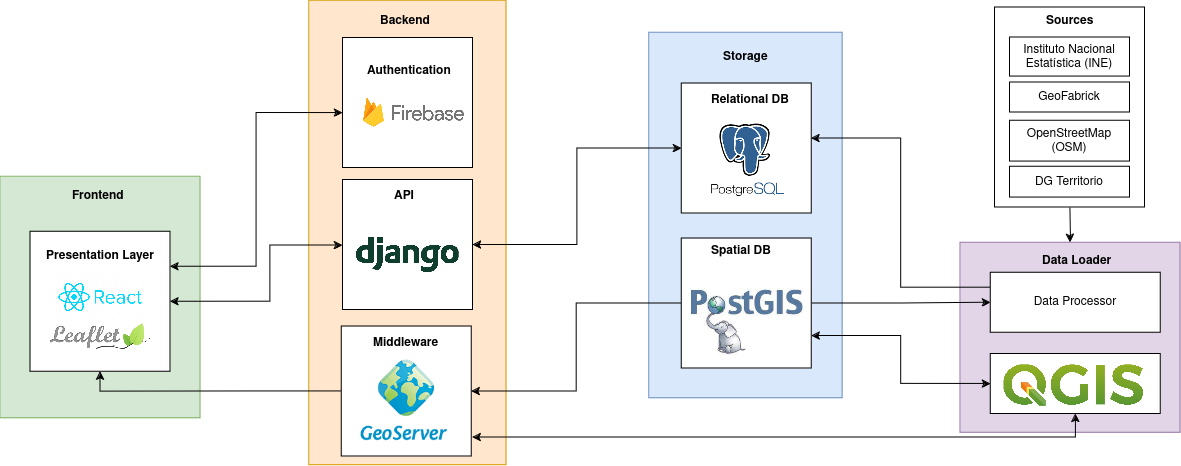 Frontend
Presentation Layer
React
Leaflet
Backend
Authentication
Firebase
API
django
Middleware
GeoServer
Storage
Relational DB
PostgreSQL
Spatial DB
PostGIS
Sources
Instituto Nacional
Estatística (INE)
GeoFabrick
OpenStreetMap
(OSM)
DG Territorio
Data Loader
Data Processor
QGIS